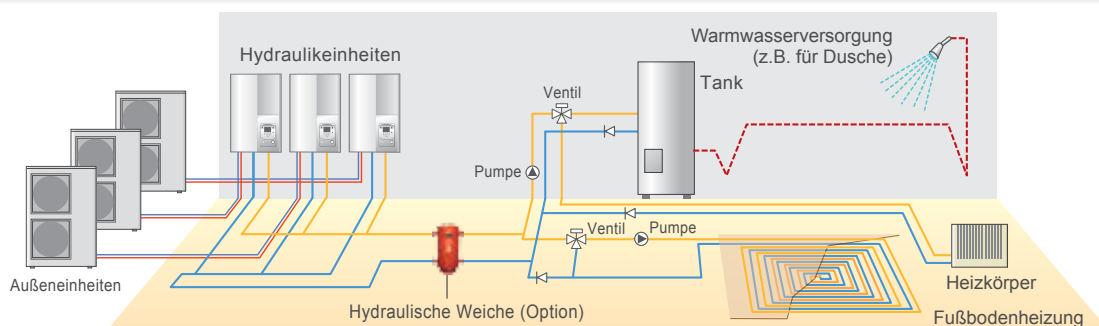 Warmwasserversorgung
(z.B. für Dusche)
Hydraulikeinheiten
Tank
Ventil
Pumpe
Ventil
Pumpe
Außeneinheiten
Heizkörper
Hydraulische Weiche (Option)
Fußbodenheizung